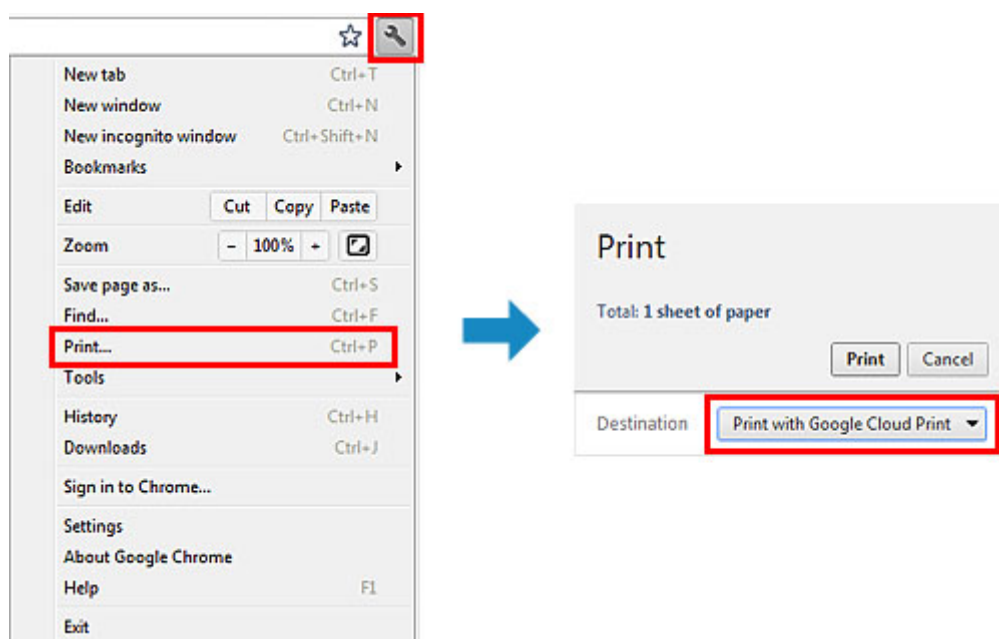 New tab Ctrl+T
New window Ctrl+N
New incognito window Ctrl+Shift+N
Bookmarks
Edit Cut Copy Paste
Zoom - 100% +
Save page as... Ctrl+S
Find... Ctrl+F
Print... Ctrl+P
Tools
History Ctrl+H
Downloads Ctrl+J
Sign in to Chrome...
Settings
About Google Chrome
Help F1
Exit
Print
Total: 1 sheet of paper
Print Cancel
Destination Print with Google Cloud Print